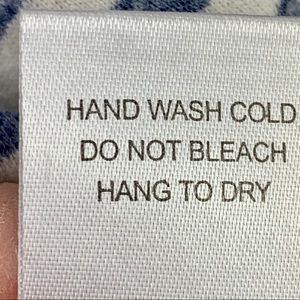 HAND WASH COLD
DO NOT BLEACH
HANG TO DRY